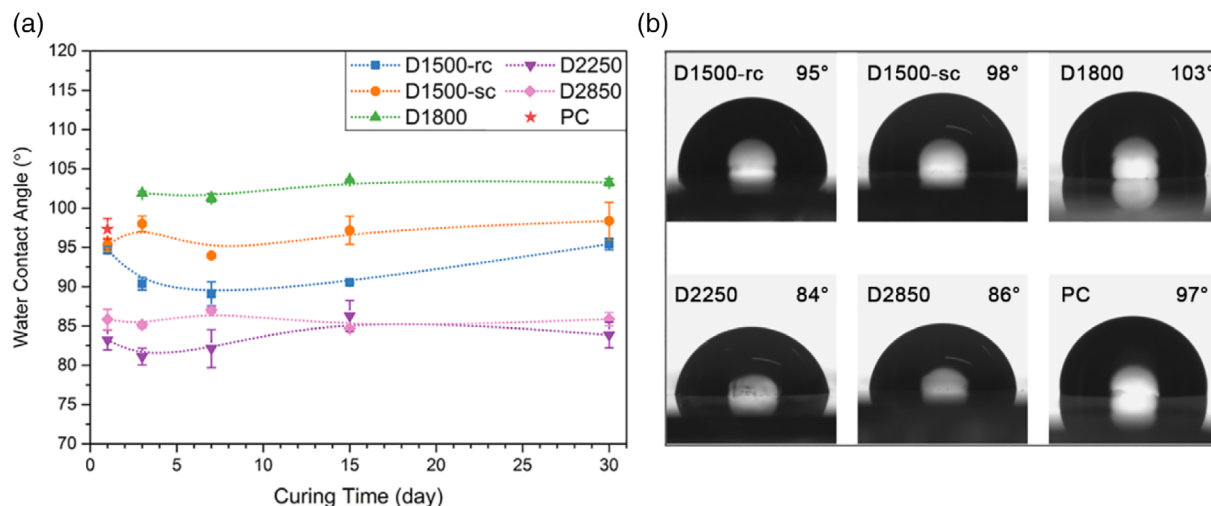 (a)
120
115
110
105
100
95
90
85
80
75
70
0 5 10 15 20 25 30
Water Contact Angle (°)
Curing Time (day)
D1500-rc D2250
D1500-sc D2850
D1800 PC
(b)
D1500-rc 95° D1500-sc 98° D1800 103°
D2250 84° D2850 86° PC 97°